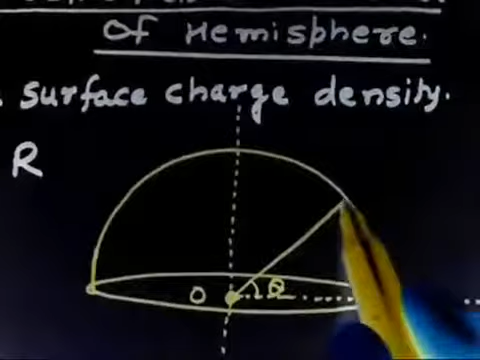 Of Hemisphere.
surface charge density.
R
O θ